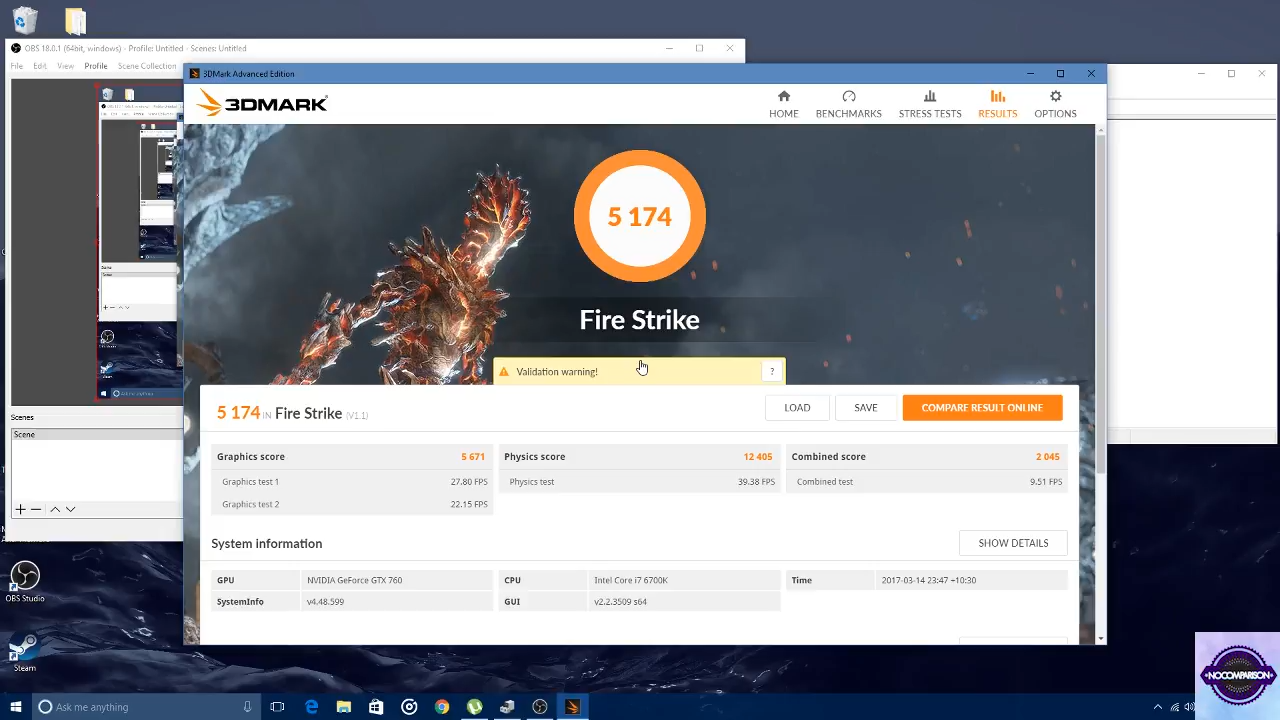 OBS 18.0.1 (64bit, windows) - Profile: Untitled - Scenes: Untitled
File Edit View Profile Scene Collection
3DMark Advanced Edition
3DMARK
HOME BENCHMARKS STRESS TESTS RESULTS OPTIONS
5 174
Fire Strike
Validation warning! ?
5 174 IN Fire Strike (V1.1) LOAD SAVE COMPARE RESULT ONLINE
Graphics score 5 671 Physics score 12 405 Combined score 2 045
Graphics test 1 27.80 FPS Physics test 39.38 FPS Combined test 9.51 FPS
Graphics test 2 22.15 FPS
System information SHOW DETAILS
GPU NVIDIA GeForce GTX 760 CPU Intel Core i7 6700K Time 2017-03-14 23:47 +10:30
SystemInfo v4.48.599 GUI v2.2.3509 s64
Scenes
Scene
OBS Studio
Steam
Ask me anything
NOCOMPARISON